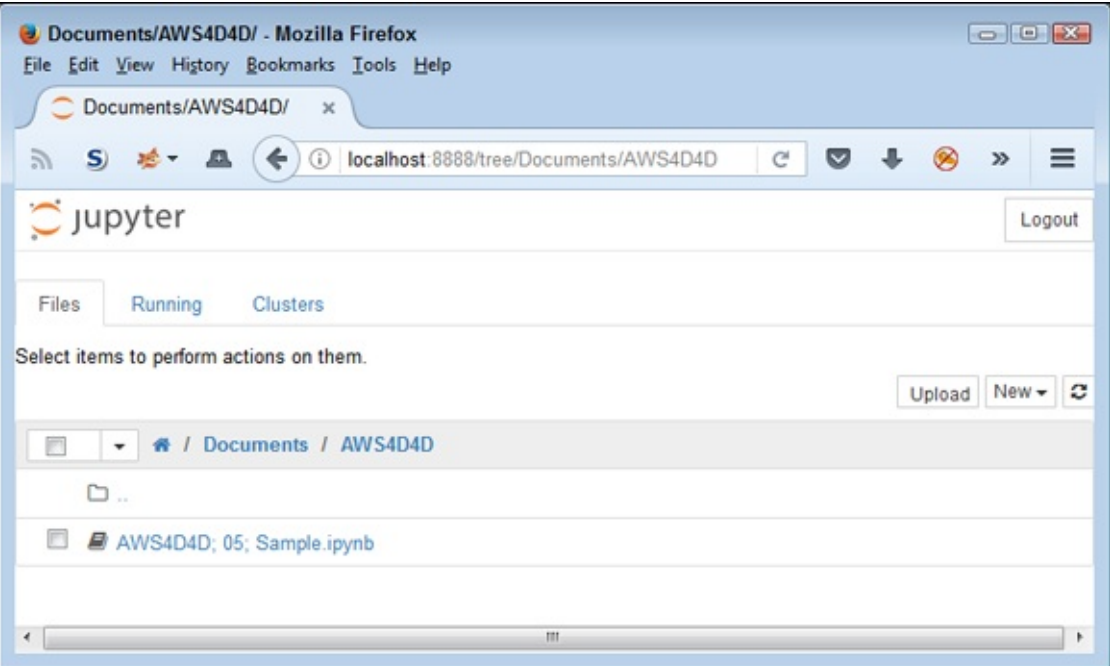 Documents/AWS4D4D/ - Mozilla Firefox
File Edit View History Bookmarks Tools Help
Documents/AWS4D4D/
localhost:8888/tree/Documents/AWS4D4D
jupyter
Logout
Files Running Clusters
Select items to perform actions on them.
Upload New
/ Documents / AWS4D4D
..
AWS4D4D; 05; Sample.ipynb